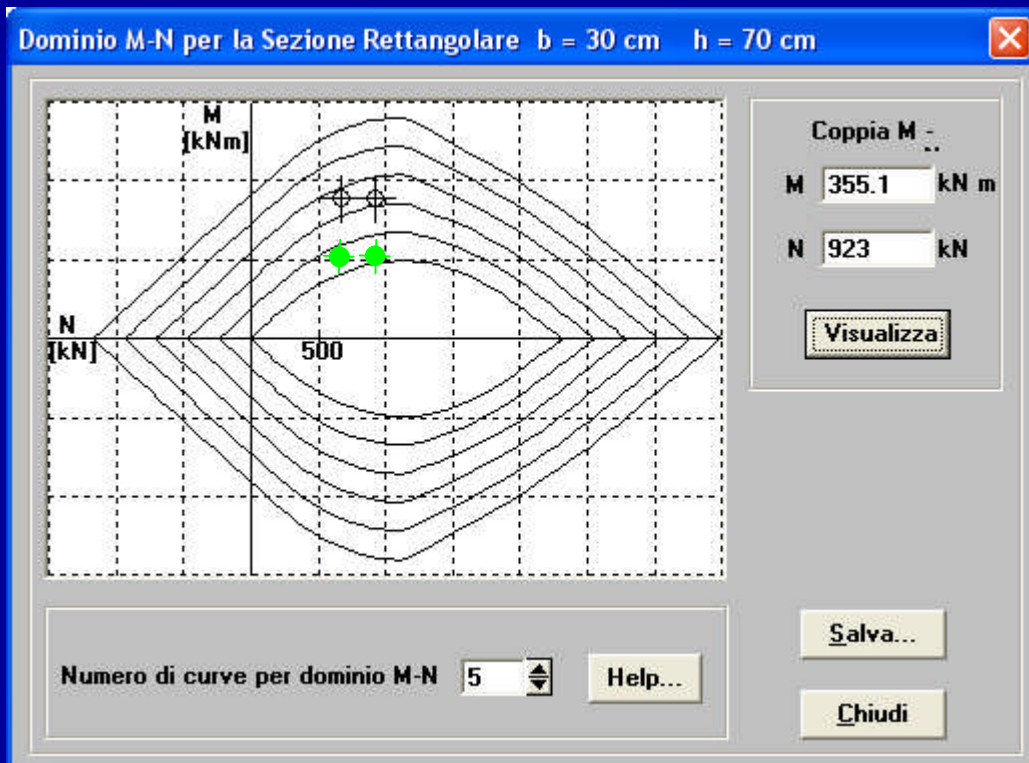 Dominio M-N per la Sezione Rettangolare b = 30 cm h = 70 cm
M
[kNm]
N
[kN]
500
Coppia M -
M 355.1 kN m
N 923 kN
Visualizza
Numero di curve per dominio M-N 5 Help...
Salva...
Chiudi